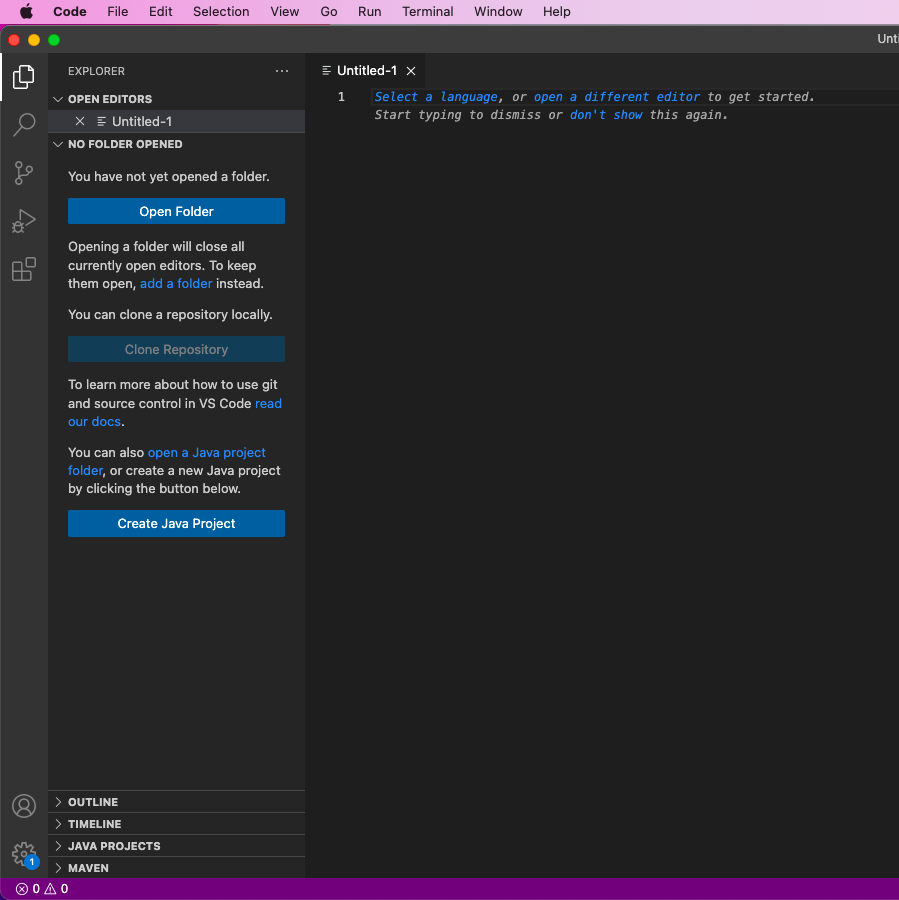 Code File Edit Selection View Go Run Terminal Window Help
Unti
EXPLORER
OPEN EDITORS
Untitled-1
NO FOLDER OPENED
You have not yet opened a folder.
Open Folder
Opening a folder will close all
currently open editors. To keep
them open, add a folder instead.
You can clone a repository locally.
Clone Repository
To learn more about how to use git
and source control in VS Code read
our docs.
You can also open a Java project
folder, or create a new Java project
by clicking the button below.
Create Java Project
OUTLINE
TIMELINE
JAVA PROJECTS
MAVEN
1
0 0
Untitled-1
1 Select a language, or open a different editor to get started.
Start typing to dismiss or don't show this again.